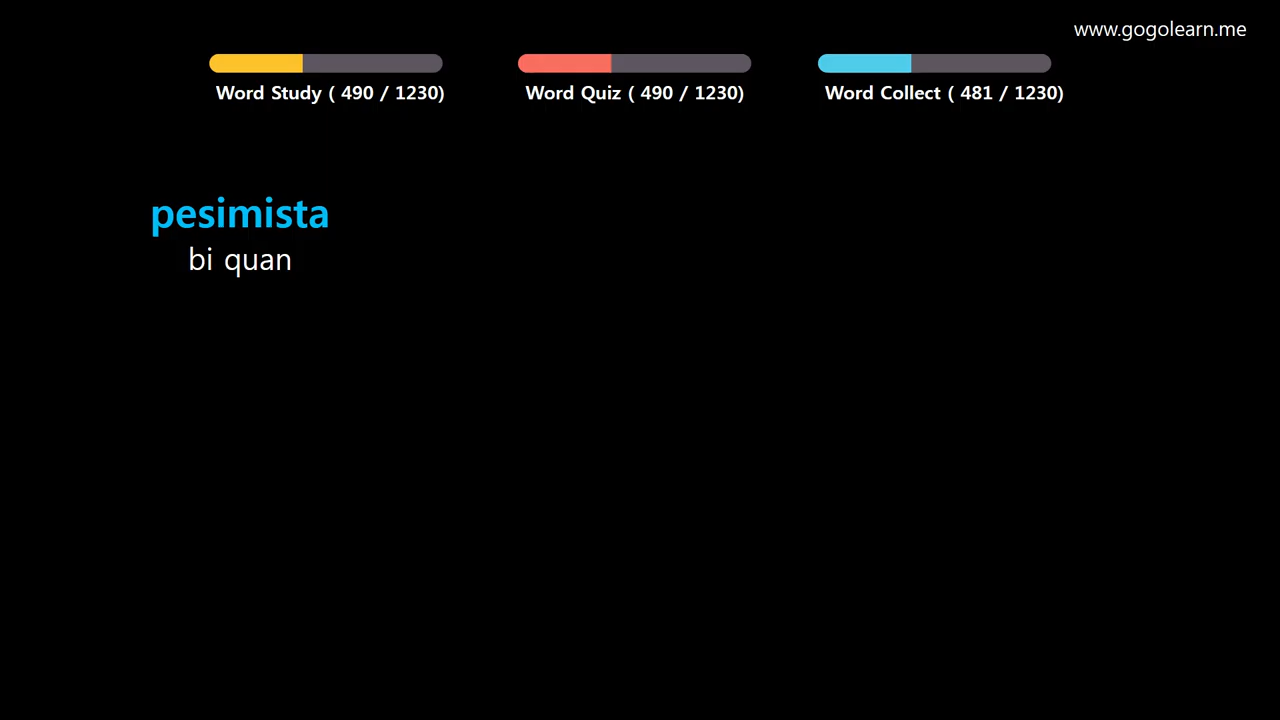 www.gogolearn.me
Word Study ( 490 / 1230)
Word Quiz ( 490 / 1230)
Word Collect ( 481 / 1230)
pesimista
bi quan